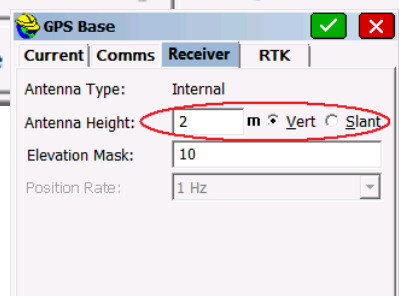 GPS Base
Current Comms Receiver RTK
Antenna Type: Internal
Antenna Height: 2 m Vert Slant
Elevation Mask: 10
Position Rate: 1 Hz